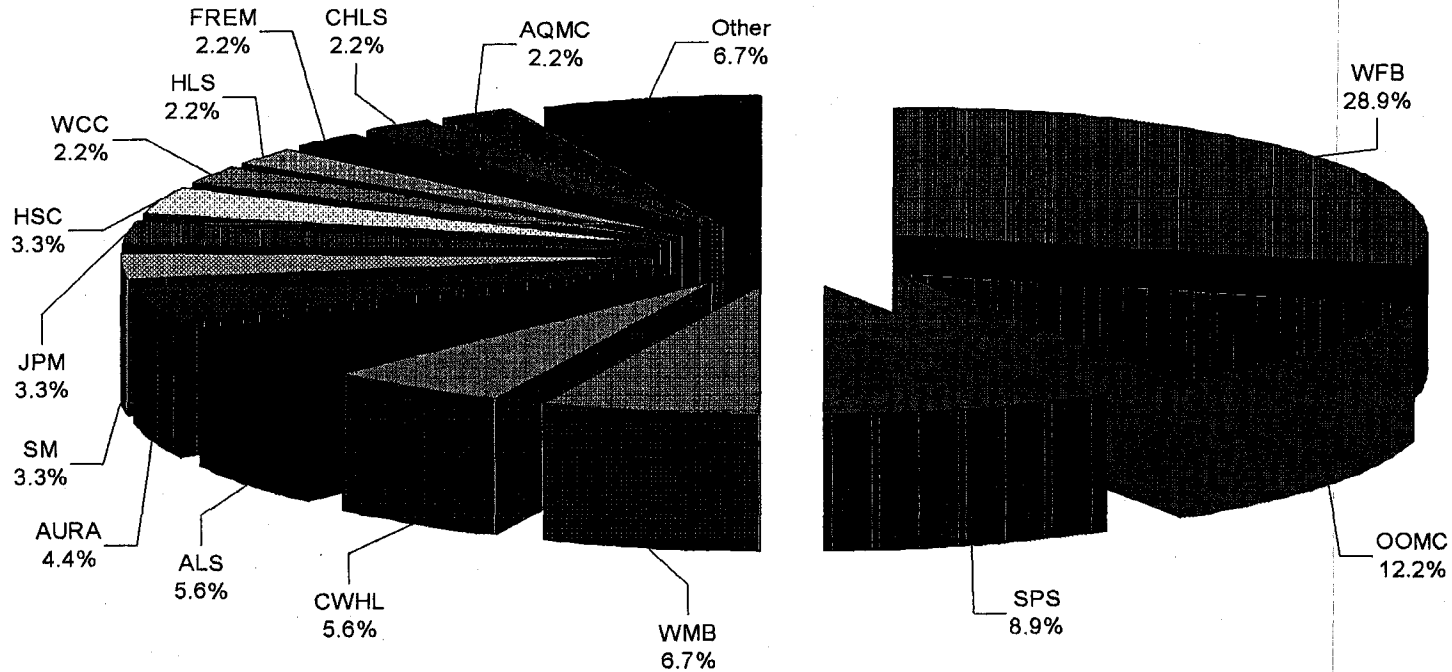 FREM
2.2%
CHLS
2.2%
AQMC
2.2%
Other
6.7%
WFB
28.9%
HLS
2.2%
WCC
2.2%
HSC
3.3%
JPM
3.3%
SM
3.3%
AURA
4.4%
ALS
5.6%
CWHL
5.6%
WMB
6.7%
SPS
8.9%
OOMC
12.2%